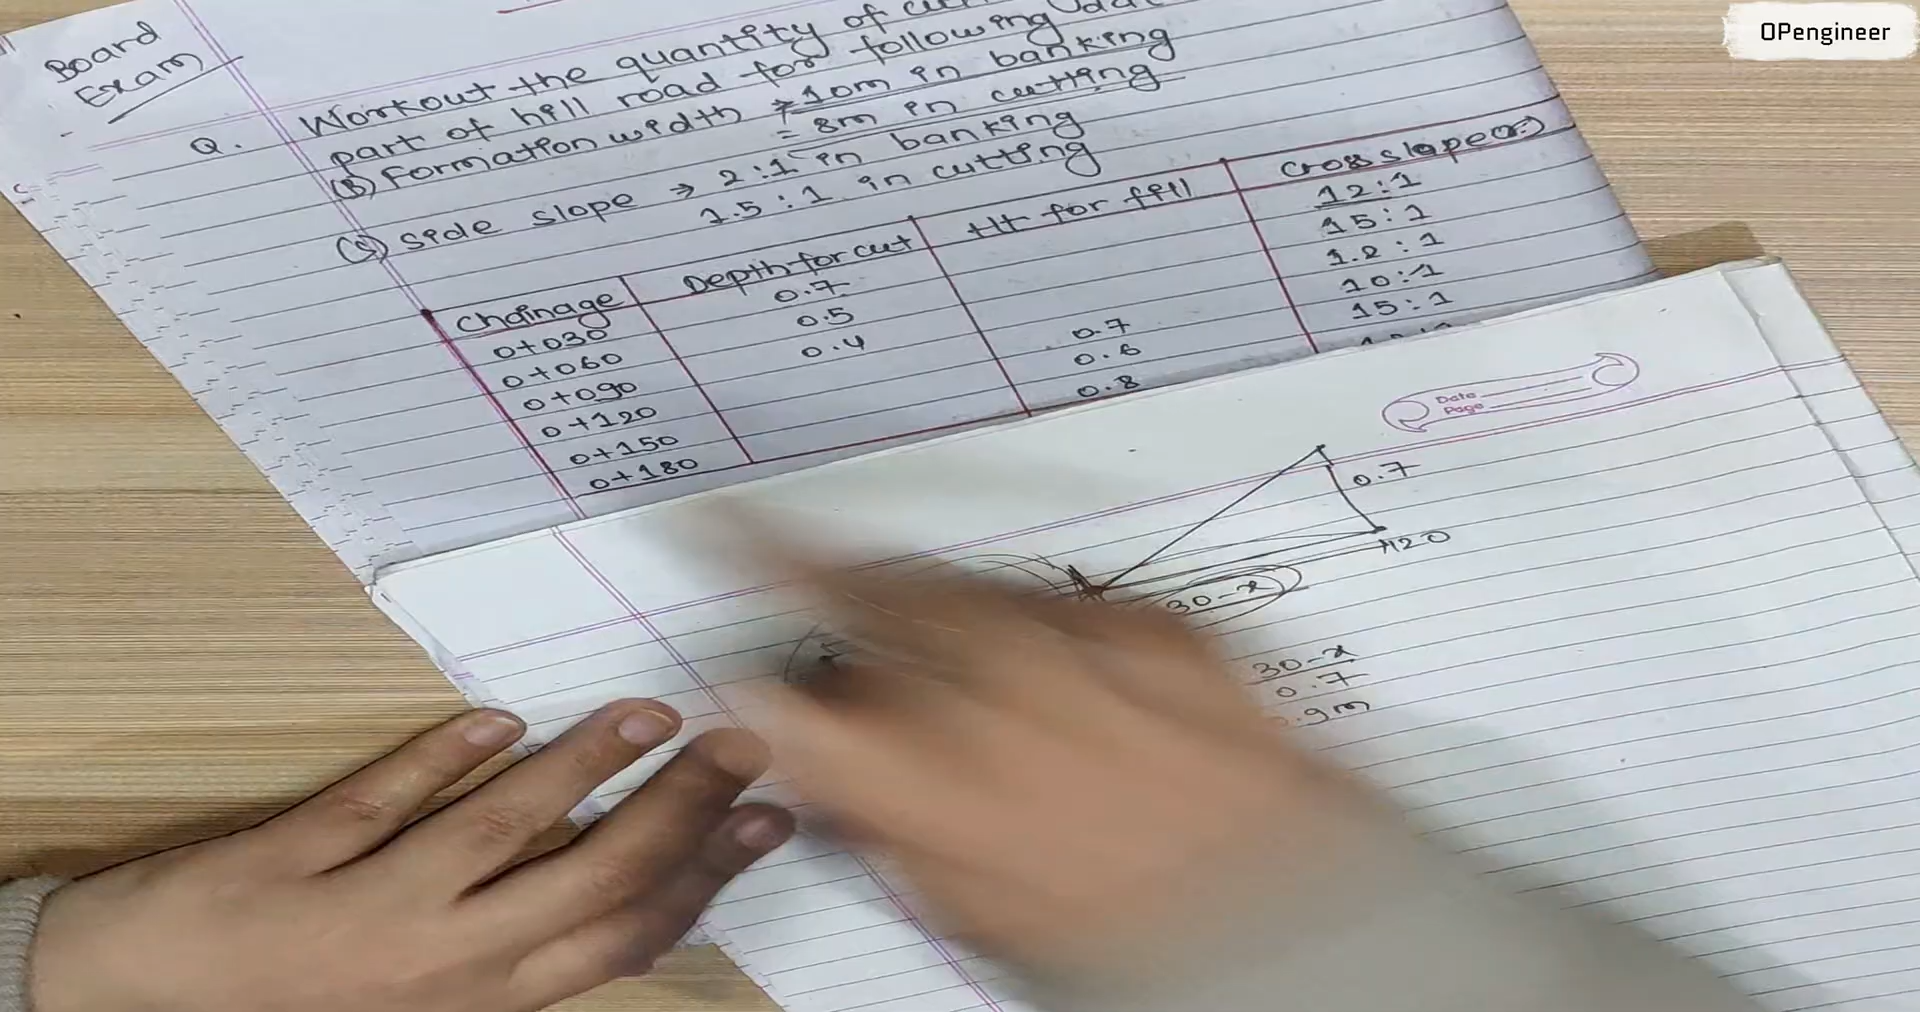 OPengineer
Board
Exam
Q. Workout the quantity of
part of hill road for following
(B) Formation width → 10m in banking
= 8m in cutting
(C) Side slope → 2:1 in banking
1.5:1 in cutting
Chainage Depth for cut Ht for fill Cross slope
0+030 0.7 12:1
0+060 0.5 15:1
0+090 0.4 1.2:1
0+120 0.7 10:1
0+150 0.6 15:1
0+180 0.8
Date
Page
0.7
120
30-x
30-x
0.7
.9m